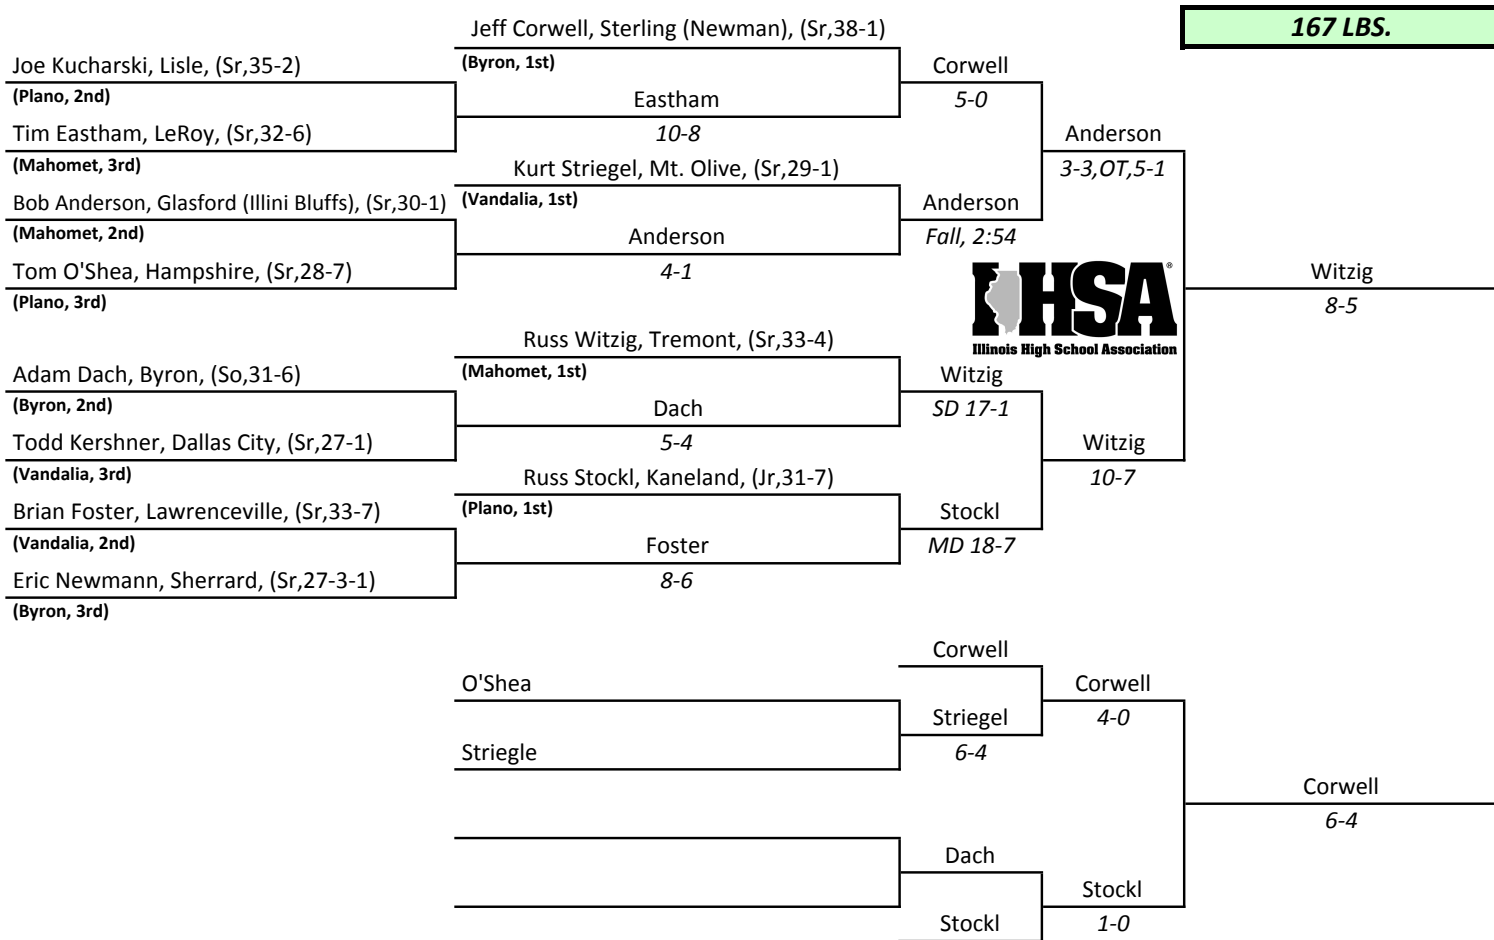 Jeff Corwell, Sterling (Newman), (Sr,38-1)
167 LBS.
Joe Kucharski, Lisle, (Sr,35-2)
(Byron, 1st)
Corwell
(Plano, 2nd)
Eastham
5-0
Tim Eastham, LeRoy, (Sr,32-6)
10-8
Anderson
(Mahomet, 3rd)
Kurt Striegel, Mt. Olive, (Sr,29-1)
3-3,OT,5-1
Bob Anderson, Glasford (Illini Bluffs), (Sr,30-1)
(Vandalia, 1st)
Anderson
(Mahomet, 2nd)
Anderson
Fall, 2:54
Tom O'Shea, Hampshire, (Sr,28-7)
4-1
IHSA®
Witzig
(Plano, 3rd)
8-5
Russ Witzig, Tremont, (Sr,33-4)
Illinois High School Association
Adam Dach, Byron, (So,31-6)
(Mahomet, 1st)
Witzig
(Byron, 2nd)
Dach
SD 17-1
Todd Kershner, Dallas City, (Sr,27-1)
5-4
Witzig
(Vandalia, 3rd)
Russ Stockl, Kaneland, (Jr,31-7)
10-7
Brian Foster, Lawrenceville, (Sr,33-7)
(Plano, 1st)
Stockl
(Vandalia, 2nd)
Foster
MD 18-7
Eric Newmann, Sherrard, (Sr,27-3-1)
8-6
(Byron, 3rd)
Corwell
O'Shea
Corwell
Striegel
4-0
Striegle
6-4
Corwell
6-4
Dach
Stockl
Stockl
1-0